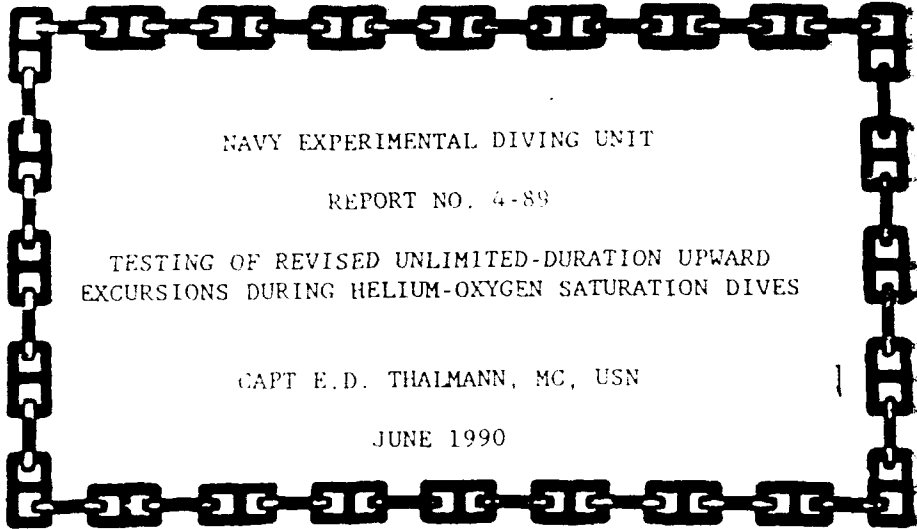 NAVY EXPERIMENTAL DIVING UNIT
REPORT NO. 4-89
TESTING OF REVISED UNLIMITED-DURATION UPWARD
EXCURSIONS DURING HELIUM-OXYGEN SATURATION DIVES
CAPT E.D. THALMANN, MC, USN
JUNE 1990